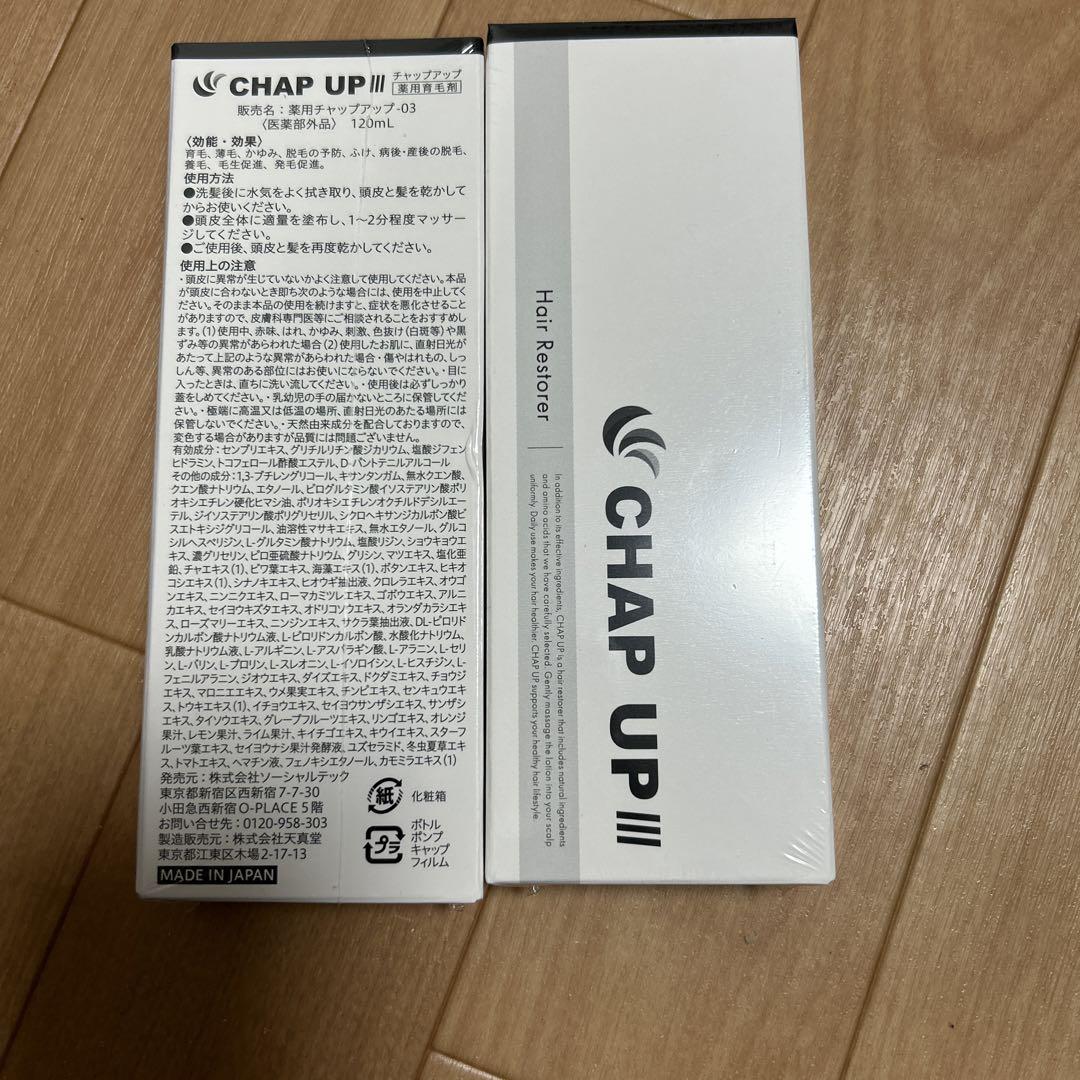 CHAP UP III
チャップアップ
薬用育毛剤
販売名：薬用チャップアップ-03
〈医薬部外品〉 120mL
〈効能・効果〉
育毛、薄毛、かゆみ、脱毛の予防、ふけ、病後・産後の脱毛、
養毛、毛生促進、発毛促進。
使用方法
●洗髪後に水気をよく拭き取り、頭皮と髪を乾かして
からお使いください。
●頭皮全体に適量を塗布し、1〜2分程度マッサー
ジしてください。
●ご使用後、頭皮と髪を再度乾かしてください。
使用上の注意
・頭皮に異常が生じていないかよく注意して使用してください。本品
が頭皮に合わないとき即ち次のような場合には、使用を中止してく
ださい。そのまま本品の使用を続けますと、症状を悪化させること
がありますので、皮膚科専門医等にご相談されることをおすすめし
ます。(1)使用中、赤味、はれ、かゆみ、刺激、色抜け(白斑等)や黒
ずみ等の異常があらわれた場合(2)使用したお肌に、直射日光が
あたって上記のような異常があらわれた場合・傷やはれもの、しっ
しん等、異常のある部位にはお使いにならないでください。・目に
入ったときは、直ちに洗い流してください。・使用後は必ずしっかり
蓋をしめてください。・乳幼児の手の届かないところに保管してくだ
さい。・極端に高温又は低温の場所、直射日光のあたる場所には
保管しないでください。・天然由来成分を配合しておりますので、
変色する場合がありますが品質には問題ございません。
有効成分：センブリエキス、グリチルリチン酸ジカリウム、塩酸ジフェン
ヒドラミン、トコフェロール酢酸エステル、D-パントテニルアルコール
その他の成分：1,3-ブチレングリコール、キサンタンガム、無水クエン酸、
クエン酸ナトリウム、エタノール、ピログルタミン酸イソステアリン酸ポリ
オキシエチレン硬化ヒマシ油、ポリオキシエチレンオクチルドデシルエー
テル、ジイソステアリン酸ポリグリセリル、シクロヘキサンジカルボン酸ビ
スエトキシジグリコール、油溶性マサキエキス、無水エタノール、グルコ
シルヘスペリジン、L-グルタミン酸ナトリウム、塩酸リジン、ショウキョウエ
キス、濃グリセリン、ピロ亜硫酸ナトリウム、グリシン、マツエキス、塩化亜
鉛、チャエキス(1)、ビワ葉エキス、海藻エキス(1)、ボタンエキス、ヒキオ
コシエキス(1)、シナノキエキス、ヒオウギ抽出液、クロレラエキス、オウゴ
ンエキス、ニンニクエキス、ローマカミツレエキス、ゴボウエキス、アルニ
カエキス、セイヨウキズタエキス、オドリコソウエキス、オランダカラシエキ
ス、ローズマリーエキス、ニンジンエキス、サクラ葉抽出液、DL-ピロリド
ンカルボン酸ナトリウム液、L-ピロリドンカルボン酸、水酸化ナトリウム、
乳酸ナトリウム液、L-アルギニン、L-アスパラギン酸、L-アラニン、L-セリ
ン、L-バリン、L-プロリン、L-スレオニン、L-イソロイシン、L-ヒスチジン、L-
フェニルアラニン、ジオウエキス、ダイズエキス、ドクダミエキス、チョウジ
エキス、マロニエエキス、ウメ果実エキス、チンピエキス、センキュウエキ
ス、トウキエキス(1)、イチョウエキス、セイヨウサンザシエキス、サンザシ
エキス、タイソウエキス、グレープフルーツエキス、リンゴエキス、オレンジ
果汁、レモン果汁、ライム果汁、キイチゴエキス、キウイエキス、スターフ
ルーツ葉エキス、セイヨウナシ果汁発酵液、ユズセラミド、冬虫夏草エキ
ス、トマトエキス、ヘマチン液、フェノキシエタノール、カモミラエキス(1)
発売元：株式会社ソーシャルテック
東京都新宿区西新宿7-7-30
小田急西新宿O-PLACE 5階
お問い合せ先：0120-958-303
製造販売元：株式会社天真堂
東京都江東区木場2-17-13
MADE IN JAPAN
紙
化粧箱
プラ
ボトル
ポンプ
キャップ
フィルム
Hair Restorer
In addition to its effective ingredients, CHAP UP is a hair restorer that includes natural ingredients
and amino acids that we have carefully selected. Gently massage the lotion into your scalp
uniformly. Daily use makes your hair healthier. CHAP UP supports your healthy hair lifestyle.
CHAP UP III